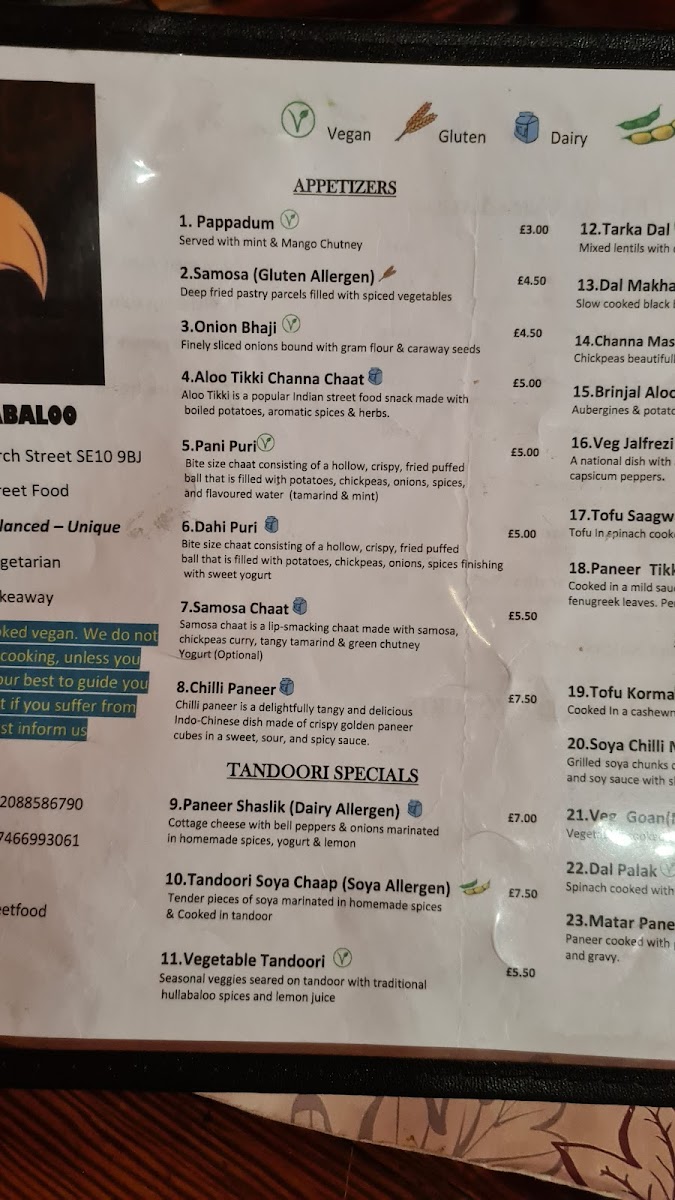 Vegan Gluten Dairy
APPETIZERS
1. Pappadum £3.00
Served with mint & Mango Chutney
2.Samosa (Gluten Allergen) £4.50
Deep fried pastry parcels filled with spiced vegetables
3.Onion Bhaji £4.50
Finely sliced onions bound with gram flour & caraway seeds
4.Aloo Tikki Channa Chaat £5.00
Aloo Tikki is a popular Indian street food snack made with
boiled potatoes, aromatic spices & herbs.
5.Pani Puri £5.00
Bite size chaat consisting of a hollow, crispy, fried puffed
ball that is filled with potatoes, chickpeas, onions, spices,
and flavoured water (tamarind & mint)
6.Dahi Puri £5.00
Bite size chaat consisting of a hollow, crispy, fried puffed
ball that is filled with potatoes, chickpeas, onions, spices finishing
with sweet yogurt
7.Samosa Chaat £5.50
Samosa chaat is a lip-smacking chaat made with samosa,
chickpeas curry, tangy tamarind & green chutney
Yogurt (Optional)
8.Chilli Paneer £7.50
Chilli paneer is a delightfully tangy and delicious
Indo-Chinese dish made of crispy golden paneer
cubes in a sweet, sour, and spicy sauce.
TANDOORI SPECIALS
9.Paneer Shaslik (Dairy Allergen) £7.00
Cottage cheese with bell peppers & onions marinated
in homemade spices, yogurt & lemon
10.Tandoori Soya Chaap (Soya Allergen) £7.50
Tender pieces of soya marinated in homemade spices
& Cooked in tandoor
11.Vegetable Tandoori £5.50
Seasonal veggies seared on tandoor with traditional
hullabaloo spices and lemon juice
ABALOO
rch Street SE10 9BJ
reet Food
lanced – Unique
getarian
keaway
oked vegan. We do not
cooking, unless you
our best to guide you
t if you suffer from
st inform us
2088586790
7466993061
eetfood
12.Tarka Dal
Mixed lentils with
13.Dal Makha
Slow cooked black
14.Channa Mas
Chickpeas beautifull
15.Brinjal Aloo
Aubergines & potato
16.Veg Jalfrezi
A national dish with
capsicum peppers.
17.Tofu Saagw
Tofu In spinach cook
18.Paneer Tikk
Cooked in a mild sau
fenugreek leaves. Pe
19.Tofu Korma
Cooked In a cashewn
20.Soya Chilli
Grilled soya chunks
and soy sauce with
21.Veg Goan(
22.Dal Palak
Spinach cooked with
23.Matar Pane
Paneer cooked with
and gravy.